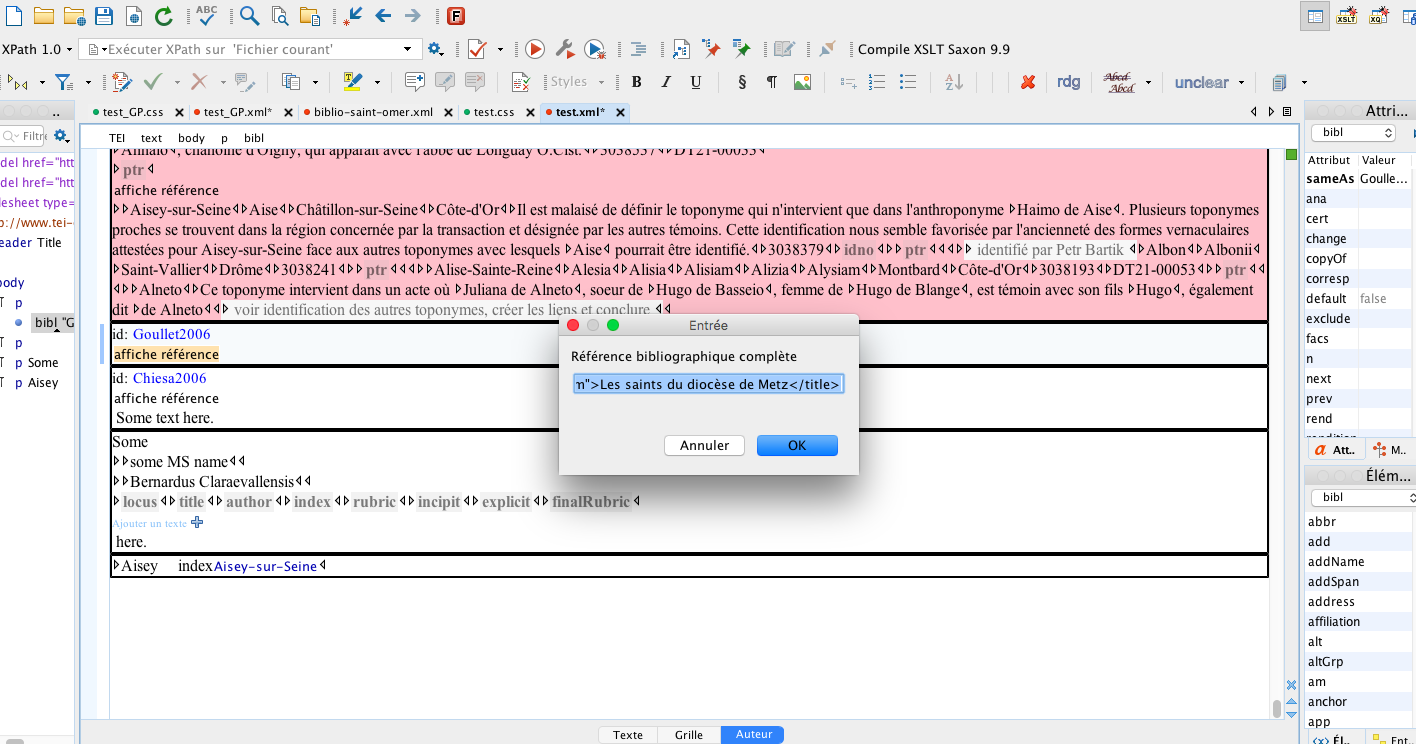 ABC
F
XSLT
XQ
XPath 1.0
Exécuter XPath sur 'Fichier courant'
Compile XSLT Saxon 9.9
Styles
B I U § ¶
rdg
Abcd
Abcd
unclear
test_GP.css
test_GP.xml*
biblio-saint-omer.xml
test.css
test.xml*
..
Attri...
Filtre
TEI text body p bibl
bibl
del href="htt
del href="htt
lesheet type=
p://www.tei-
eader Title
ody
p
bibl "G
p
p Some
p Aisey
Annalo, chanoine d'Oigny, qui apparaît avec l'abbé de Longuay O.Cist. 3038537 DT21-00053
ptr
affiche référence
Aisey-sur-Seine Aise Châtillon-sur-Seine Côte-d'Or Il est malaisé de définir le toponyme qui n'intervient que dans l'anthroponyme Haimo de Aise. Plusieurs toponymes
proches se trouvent dans la région concernée par la transaction et désignée par les autres témoins. Cette identification nous semble favorisée par l'ancienneté des formes vernaculaires
attestées pour Aisey-sur-Seine face aux autres toponymes avec lesquels Aise pourrait être identifié. 3038379 idno ptr identifié par Petr Bartik Albon Albonii
Saint-Vallier Drôme 3038241 ptr Alise-Sainte-Reine Alesia Alisia Alisiam Alizia Alysiam Montbard Côte-d'Or 3038193 DT21-00053 ptr
Alneto Ce toponyme intervient dans un acte où Juliana de Alneto, soeur de Hugo de Basseio, femme de Hugo de Blange, est témoin avec son fils Hugo, également
dit de Alneto voir identification des autres toponymes, créer les liens et conclure
id: Goullet2006
affiche référence
id: Chiesa2006
affiche référence
Some text here.
Some
some MS name
Bernardus Claraevallensis
locus title author index rubric incipit explicit finalRubric
Ajouter un texte
here.
Aisey index Aisey-sur-Seine
Entrée
Référence bibliographique complète
n">Les saints du diocèse de Metz</title>
Annuler
OK
Attribut Valeur
sameAs Goulle...
ana
cert
change
copyOf
corresp
default false
exclude
facs
n
next
prev
rend
rendition
Att..
M..
Élém...
bibl
abbr
add
addName
addSpan
address
affiliation
alt
altGrp
am
anchor
app
Él..
Ent..
Texte Grille Auteur